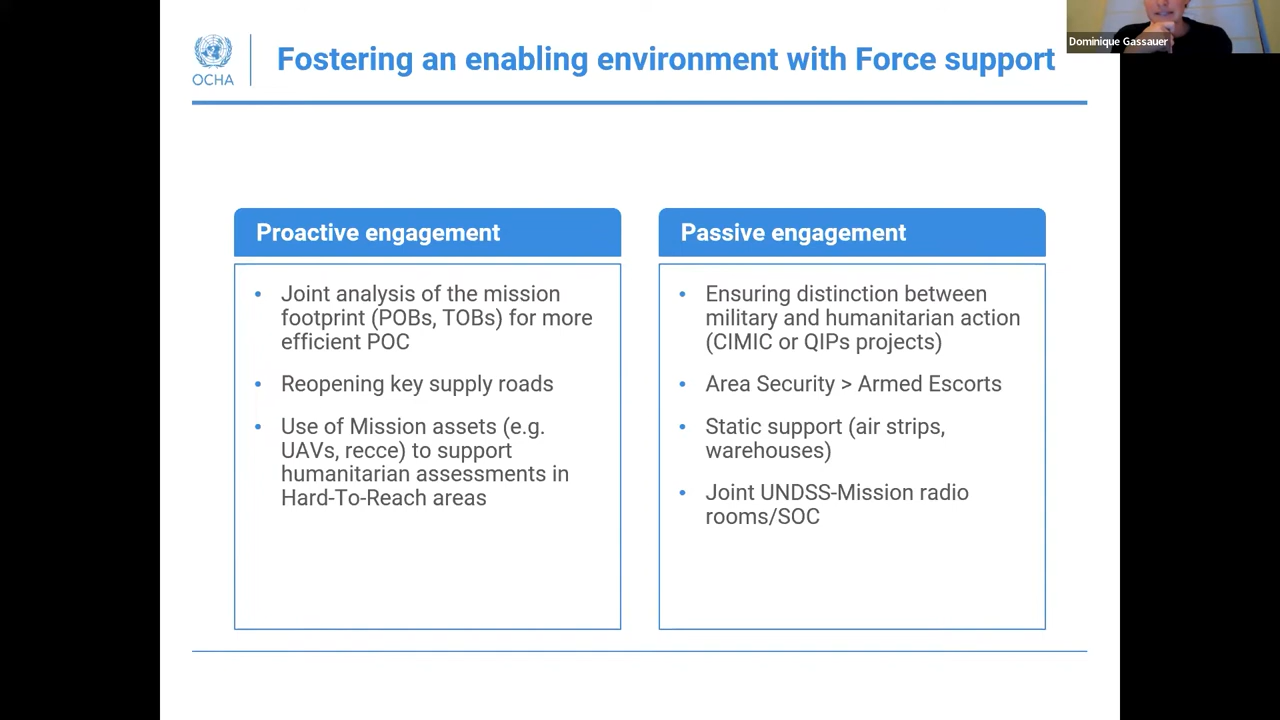 OCHA
Fostering an enabling environment with Force support
Dominique Gassauer
Proactive engagement
• Joint analysis of the mission
footprint (POBs, TOBs) for more
efficient POC
• Reopening key supply roads
• Use of Mission assets (e.g.
UAVs, recce) to support
humanitarian assessments in
Hard-To-Reach areas
Passive engagement
• Ensuring distinction between
military and humanitarian action
(CIMIC or QIPs projects)
• Area Security > Armed Escorts
• Static support (air strips,
warehouses)
• Joint UNDSS-Mission radio
rooms/SOC